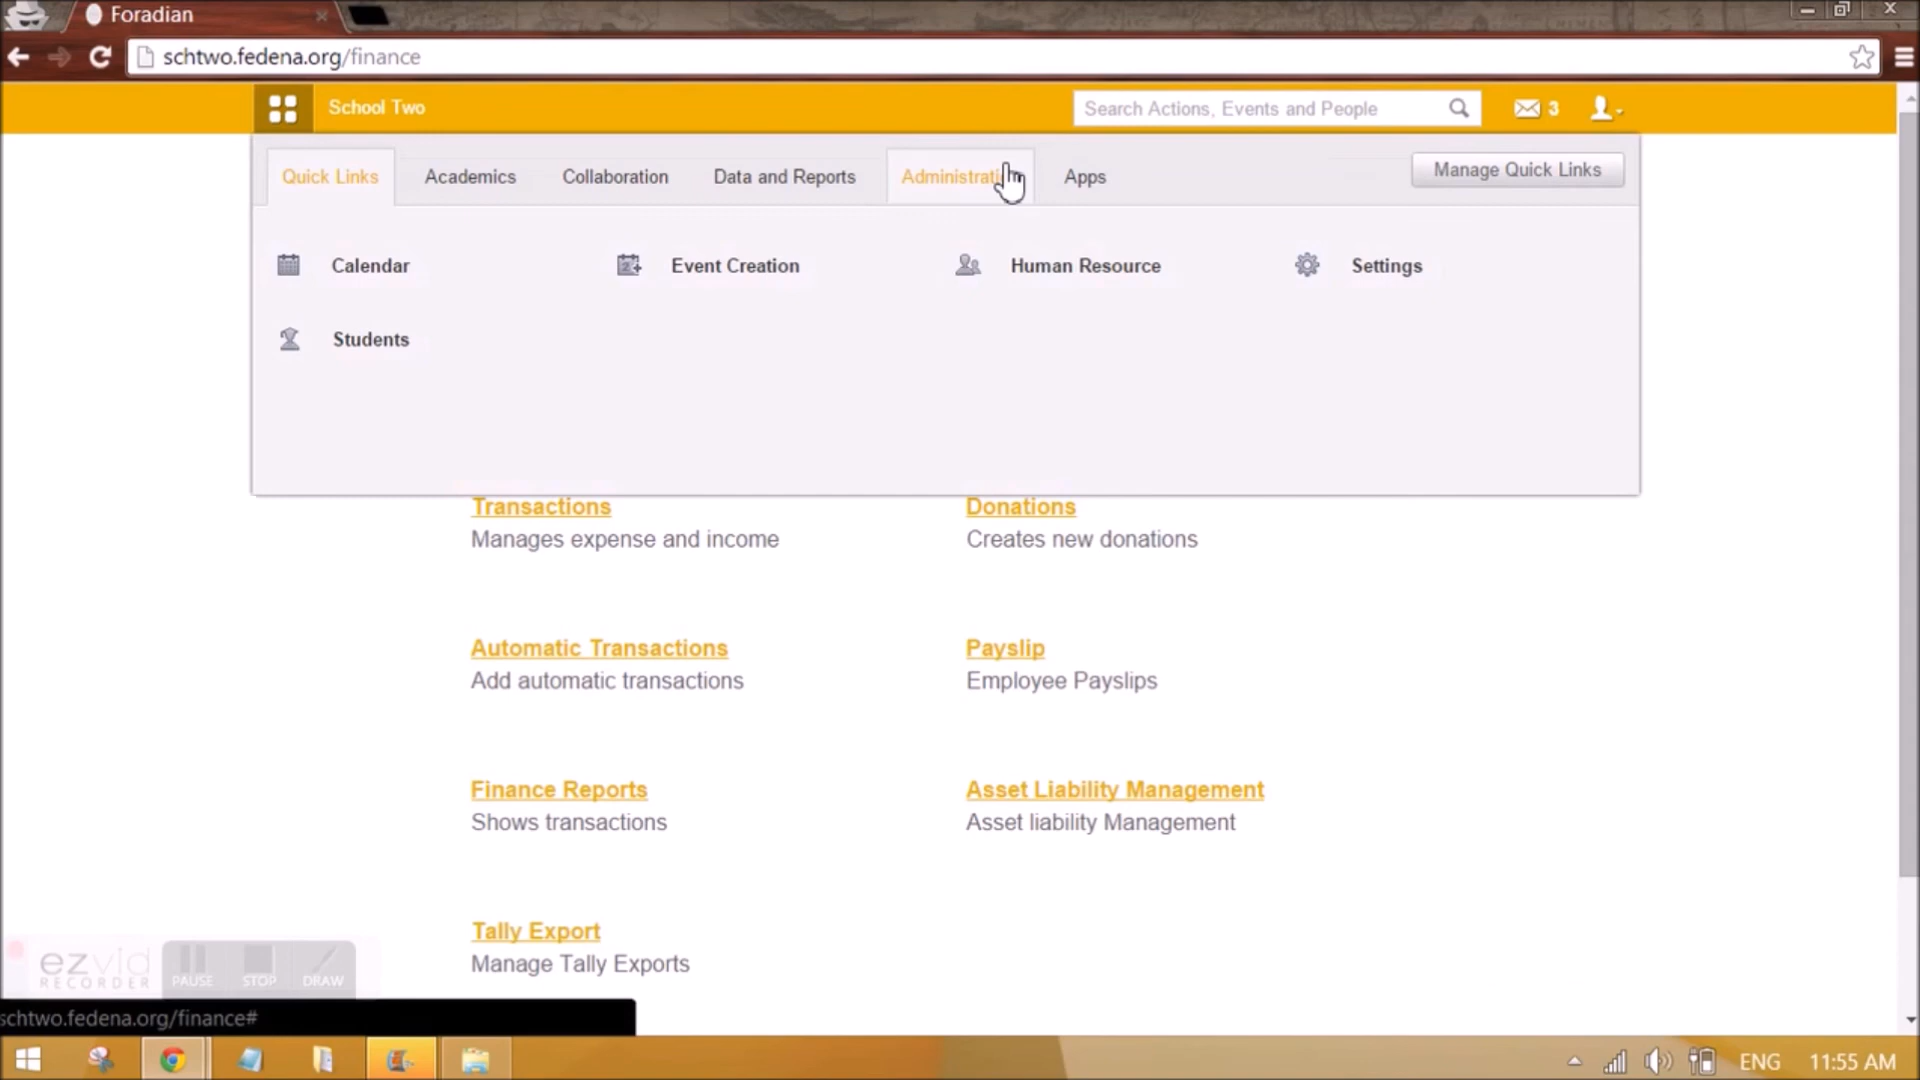 Foradian
schtwo.fedena.org/finance
School Two
Search Actions, Events and People
3
Quick Links
Academics
Collaboration
Data and Reports
Administrati
Apps
Manage Quick Links
Calendar
Event Creation
Human Resource
Settings
Students
Transactions
Manages expense and income
Donations
Creates new donations
Automatic Transactions
Add automatic transactions
Payslip
Employee Payslips
Finance Reports
Shows transactions
Asset Liability Management
Asset liability Management
Tally Export
Manage Tally Exports
ezvid
RECORDER
PAUSE
STOP
DRAW
schtwo.fedena.org/finance#
ENG
11:55 AM